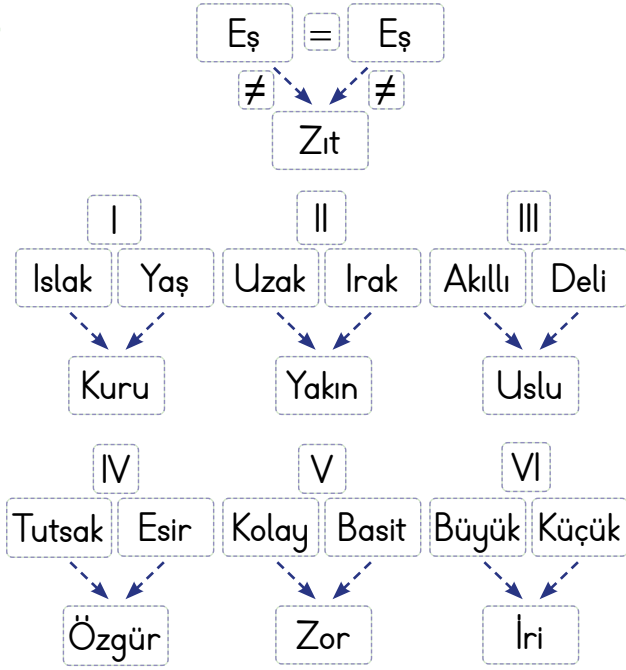 Eş = Eş
≠ ≠
Zıt
I II III
Islak Yaş Uzak Irak Akıllı Deli
Kuru Yakın Uslu
IV V VI
Tutsak Esir Kolay Basit Büyük Küçük
Özgür Zor İri